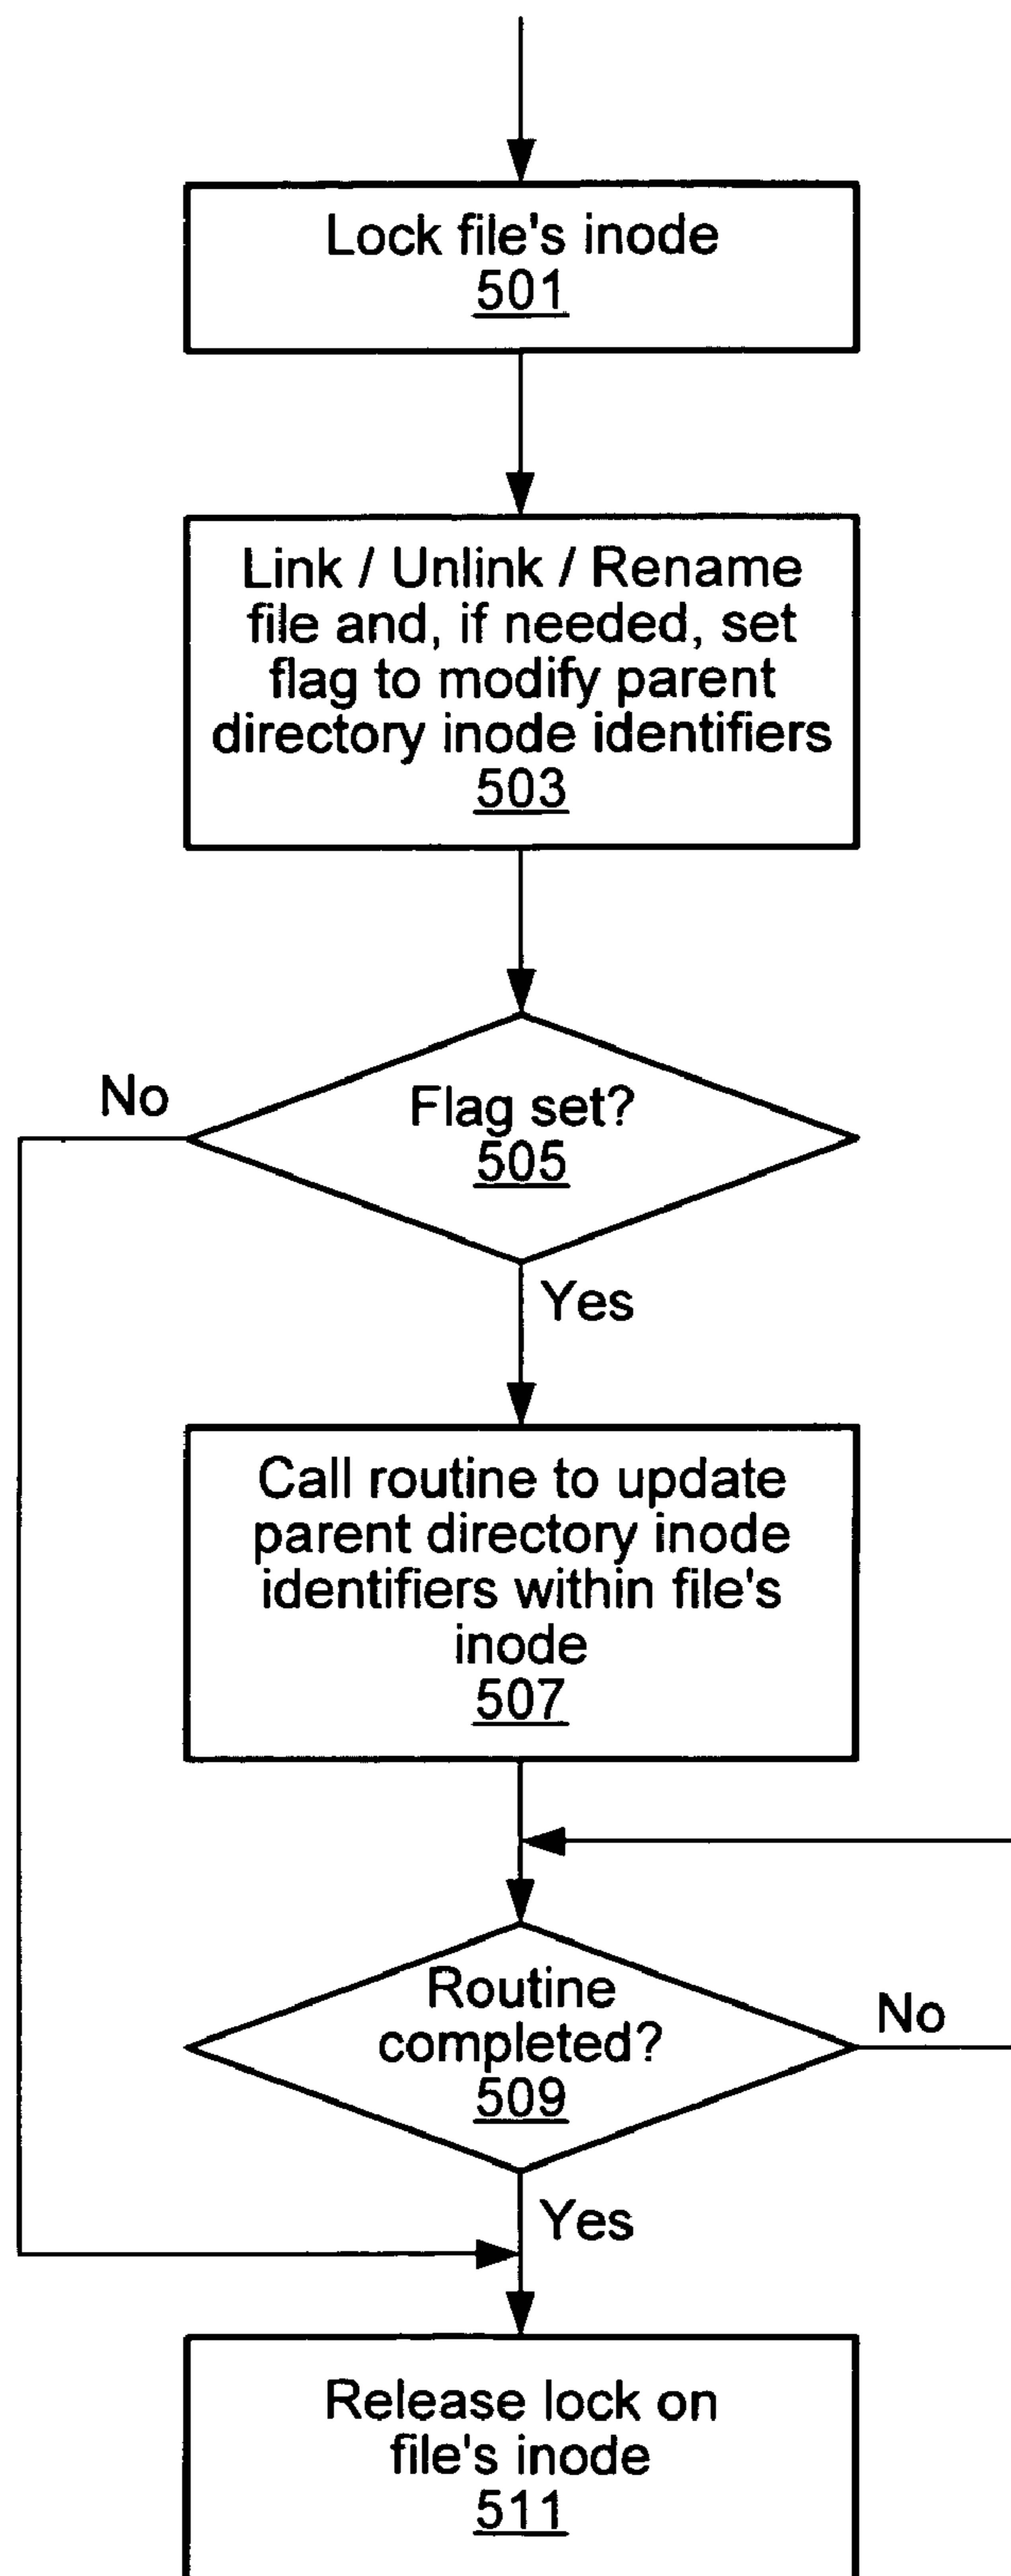 Lock file's inode
501
Link / Unlink / Rename
file and, if needed, set
flag to modify parent
directory inode identifiers
503
No
Flag set?
505
Yes
Call routine to update
parent directory inode
identifiers within file's
inode
507
Routine
completed?
509
No
Yes
Release lock on
file's inode
511